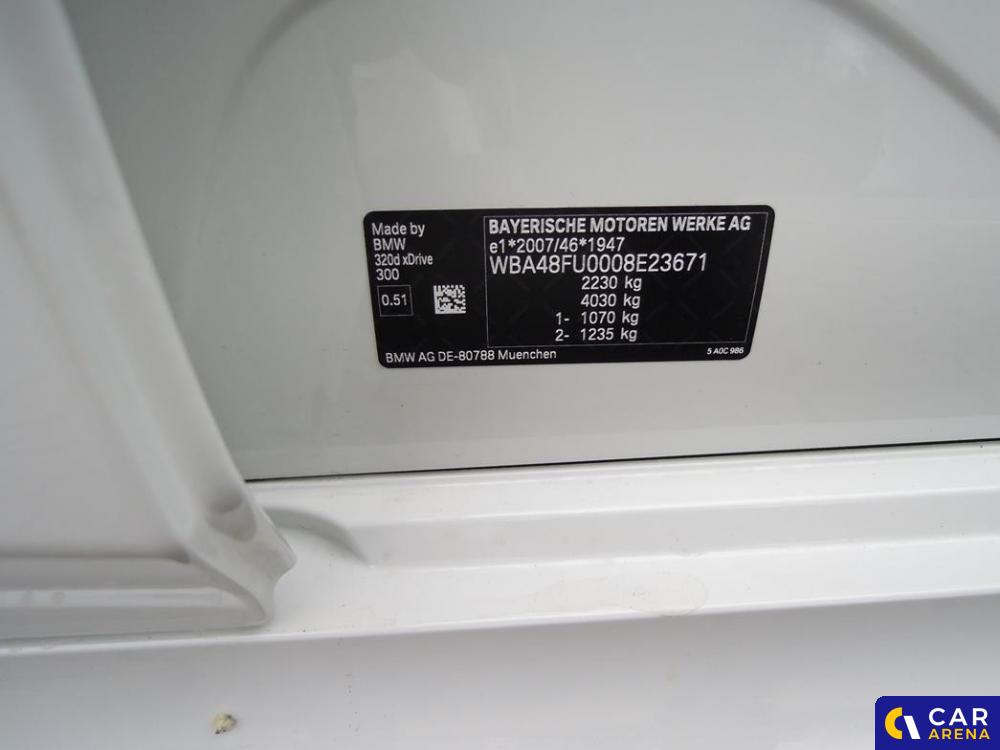 Made by
BMW
320d xDrive
300
0.51
BAYERISCHE MOTOREN WERKE AG
e1*2007/46*1947
WBA48FU0008E23671
2230 kg
4030 kg
1- 1070 kg
2- 1235 kg
BMW AG DE-80788 Muenchen
5 A0C 986
CAR
ARENA